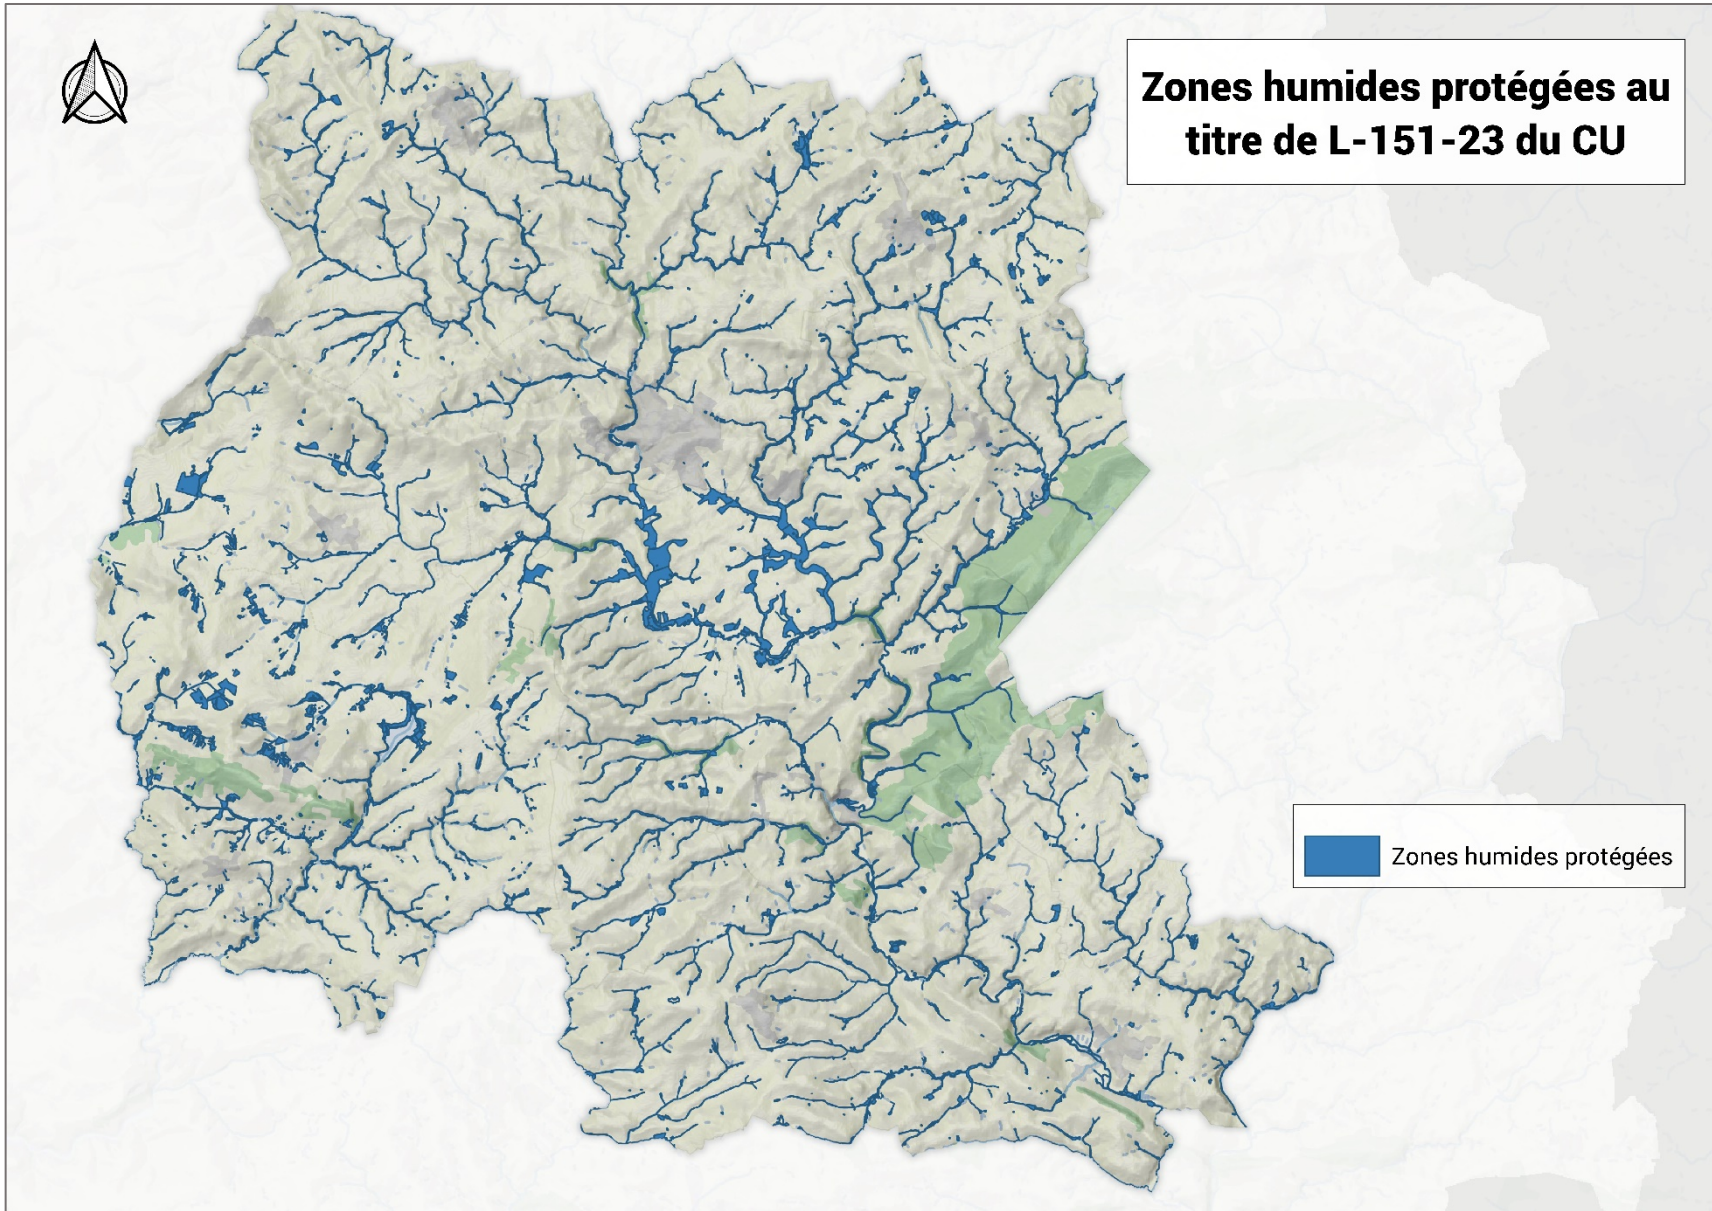 Zones humides protégées au
titre de L-151-23 du CU
Zones humides protégées